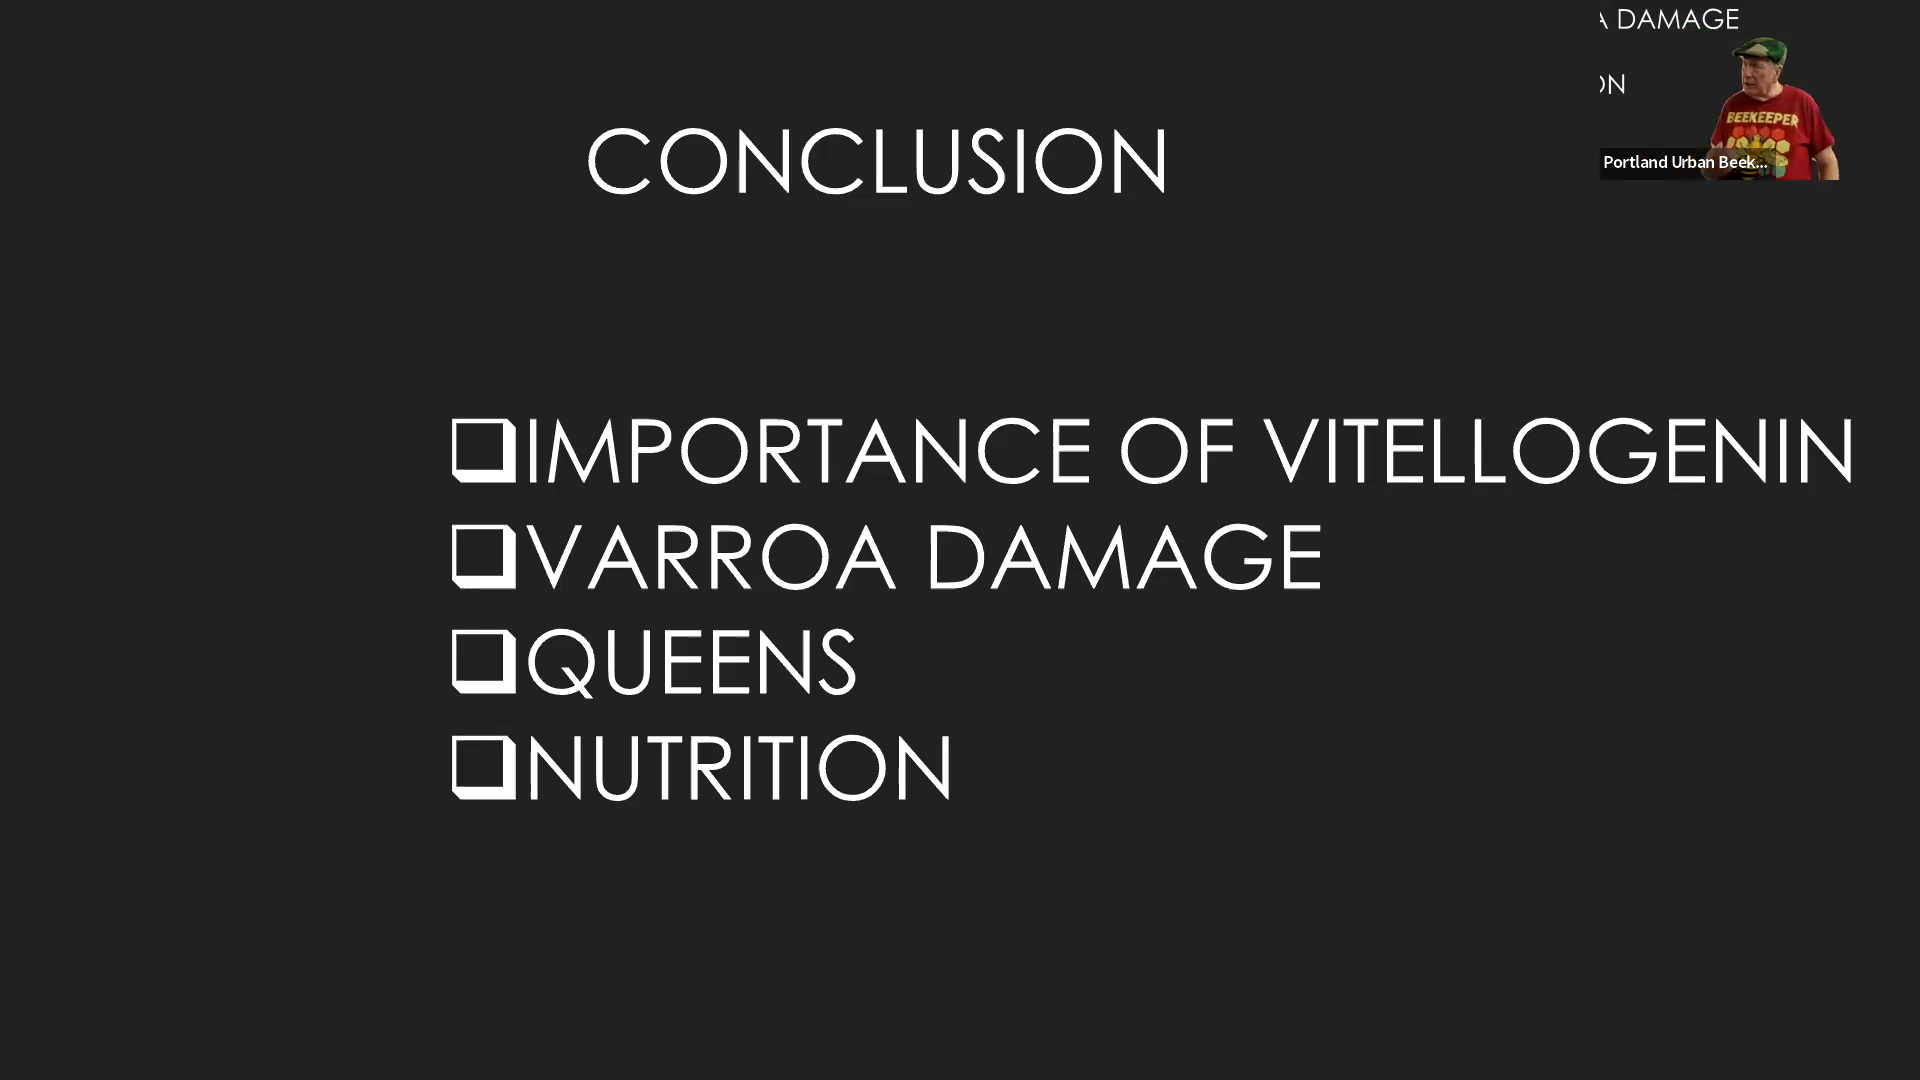 A DAMAGE
ON
BEEKEEPER
Portland Urban Beek...
CONCLUSION
❑IMPORTANCE OF VITELLOGENIN
❑VARROA DAMAGE
❑QUEENS
❑NUTRITION